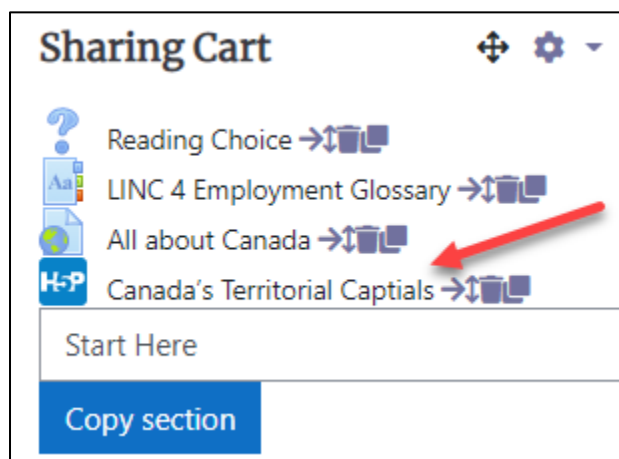 Sharing Cart
Reading Choice
Aa
LINC 4 Employment Glossary
All about Canada
H5P
Canada's Territorial Captials
Start Here
Copy section